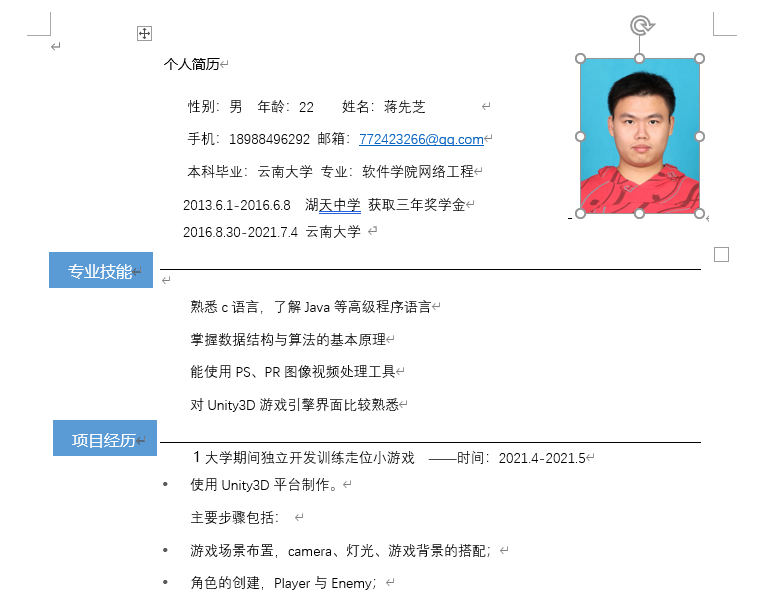 个人简历
性别：男 年龄：22 姓名：蒋先芝
手机：18988496292 邮箱：772423266@qq.com
本科毕业：云南大学 专业：软件学院网络工程
2013.6.1-2016.6.8 湖天中学 获取三年奖学金
2016.8.30-2021.7.4 云南大学
专业技能
熟悉 c 语言，了解 Java 等高级程序语言
掌握数据结构与算法的基本原理
能使用 PS、PR 图像视频处理工具
对 Unity3D 游戏引擎界面比较熟悉
项目经历
1 大学期间独立开发训练走位小游戏 ——时间：2021.4-2021.5
• 使用 Unity3D 平台制作。
主要步骤包括：
• 游戏场景布置，camera、灯光、游戏背景的搭配；
• 角色的创建，Player 与 Enemy；